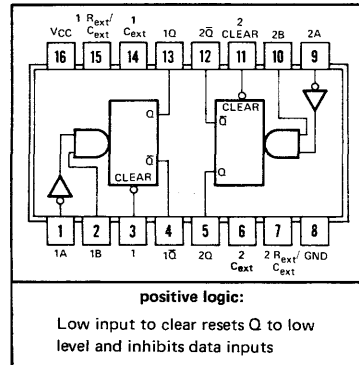 1 Rext/ 1 2
VCC Cext Cext 1Q 2Q̅ CLEAR 2B 2A
16 15 14 13 12 11 10 9
CLEAR
Q Q̅
Q̅ Q
CLEAR
1 2 3 4 5 6 7 8
1A 1B 1 1Q̅ 2Q 2 2 Rext/ GND
Cext Cext
positive logic:
Low input to clear resets Q to low
level and inhibits data inputs